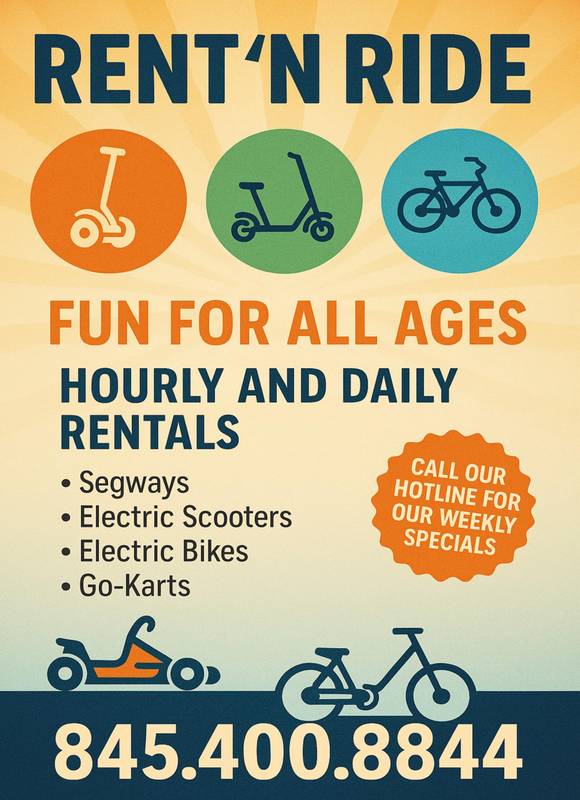 RENT‘N RIDE
FUN FOR ALL AGES
HOURLY AND DAILY
RENTALS
• Segways
• Electric Scooters
• Electric Bikes
• Go-Karts
CALL OUR
HOTLINE FOR
OUR WEEKLY
SPECIALS
845.400.8844